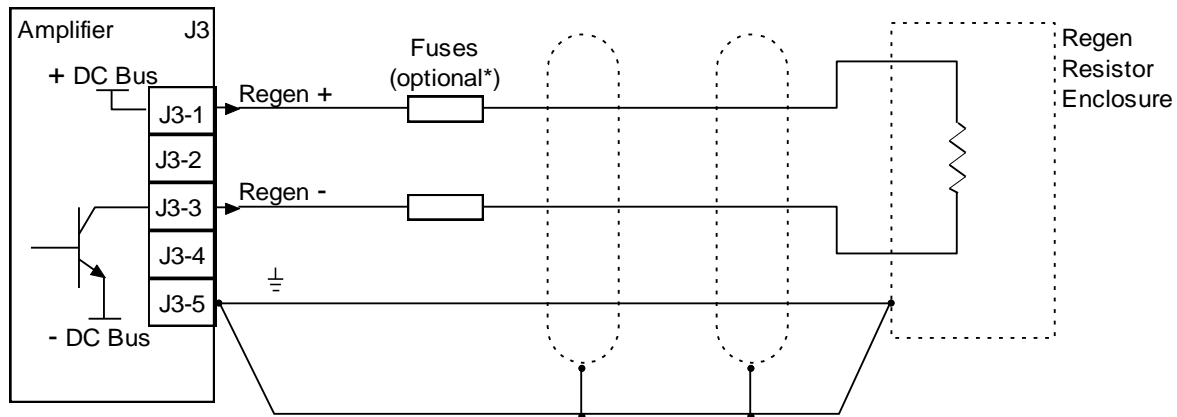 Amplifier J3
+ DC Bus
J3-1
J3-2
J3-3
J3-4
J3-5
- DC Bus
Regen +
Regen -
Fuses
(optional*)
Regen
Resistor
Enclosure